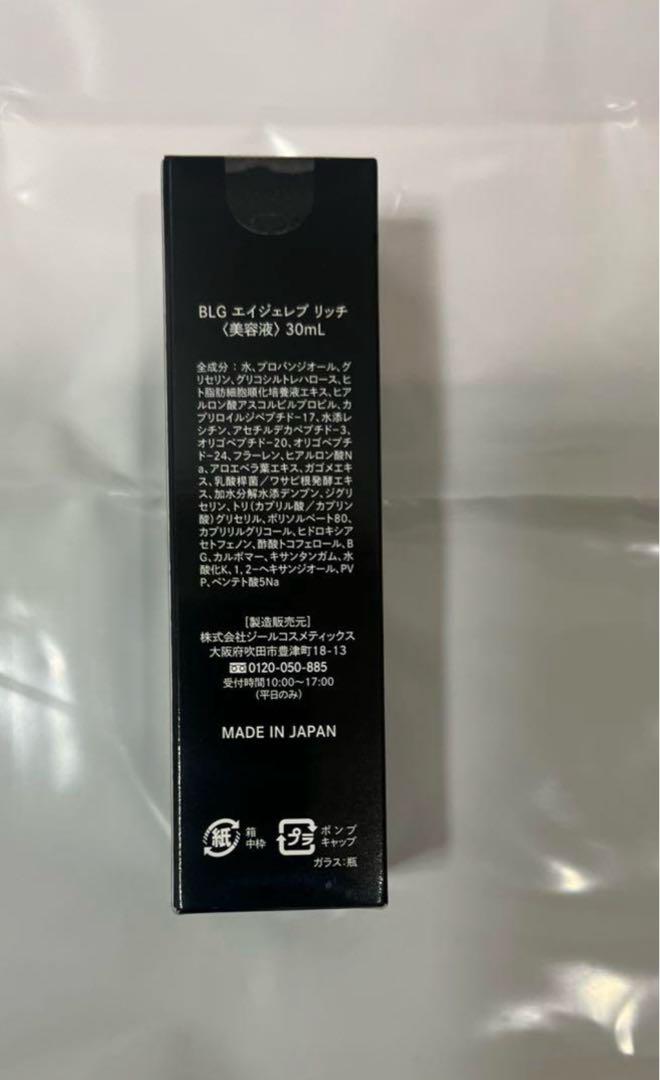 BLG エイジェレブ リッチ
〈美容液〉30mL
全成分：水、プロパンジオール、グ
リセリン、グリコシルトレハロース、ヒ
ト脂肪細胞順化培養液エキス、ヒア
ルロン酸アスコルビルプロピル、カ
プリロイルジペプチド-17、水添レ
シチン、アセチルデカペプチド-3、
オリゴペプチド-20、オリゴペプチ
ド-24、フラーレン、ヒアルロン酸N
a、アロエベラ葉エキス、ガゴメエキ
ス、乳酸桿菌／ワサビ根発酵エキ
ス、加水分解水添デンプン、ジグリ
セリン、トリ(カプリル酸／カプリン
酸)グリセリル、ポリソルベート80、
カプリリルグリコール、ヒドロキシア
セトフェノン、酢酸トコフェロール、B
G、カルボマー、キサンタンガム、水
酸化K、1,2-ヘキサンジオール、PV
P、ペンテト酸5Na
[製造販売元]
株式会社ジールコスメティックス
大阪府吹田市豊津町18-13
0120-050-885
受付時間10:00～17:00
(平日のみ)
MADE IN JAPAN
紙 箱
中枠
プラ ポンプ
キャップ
ガラス：瓶